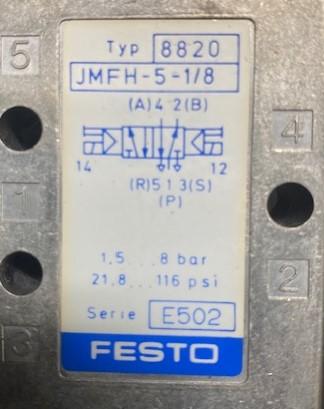 Typ 8820
JMFH-5-1/8
(A)4 2(B)
14 12
(R)5 1 3(S)
(P)
1,5...8 bar
21,8...116 psi
Serie E502
FESTO
5
1
3
4
2